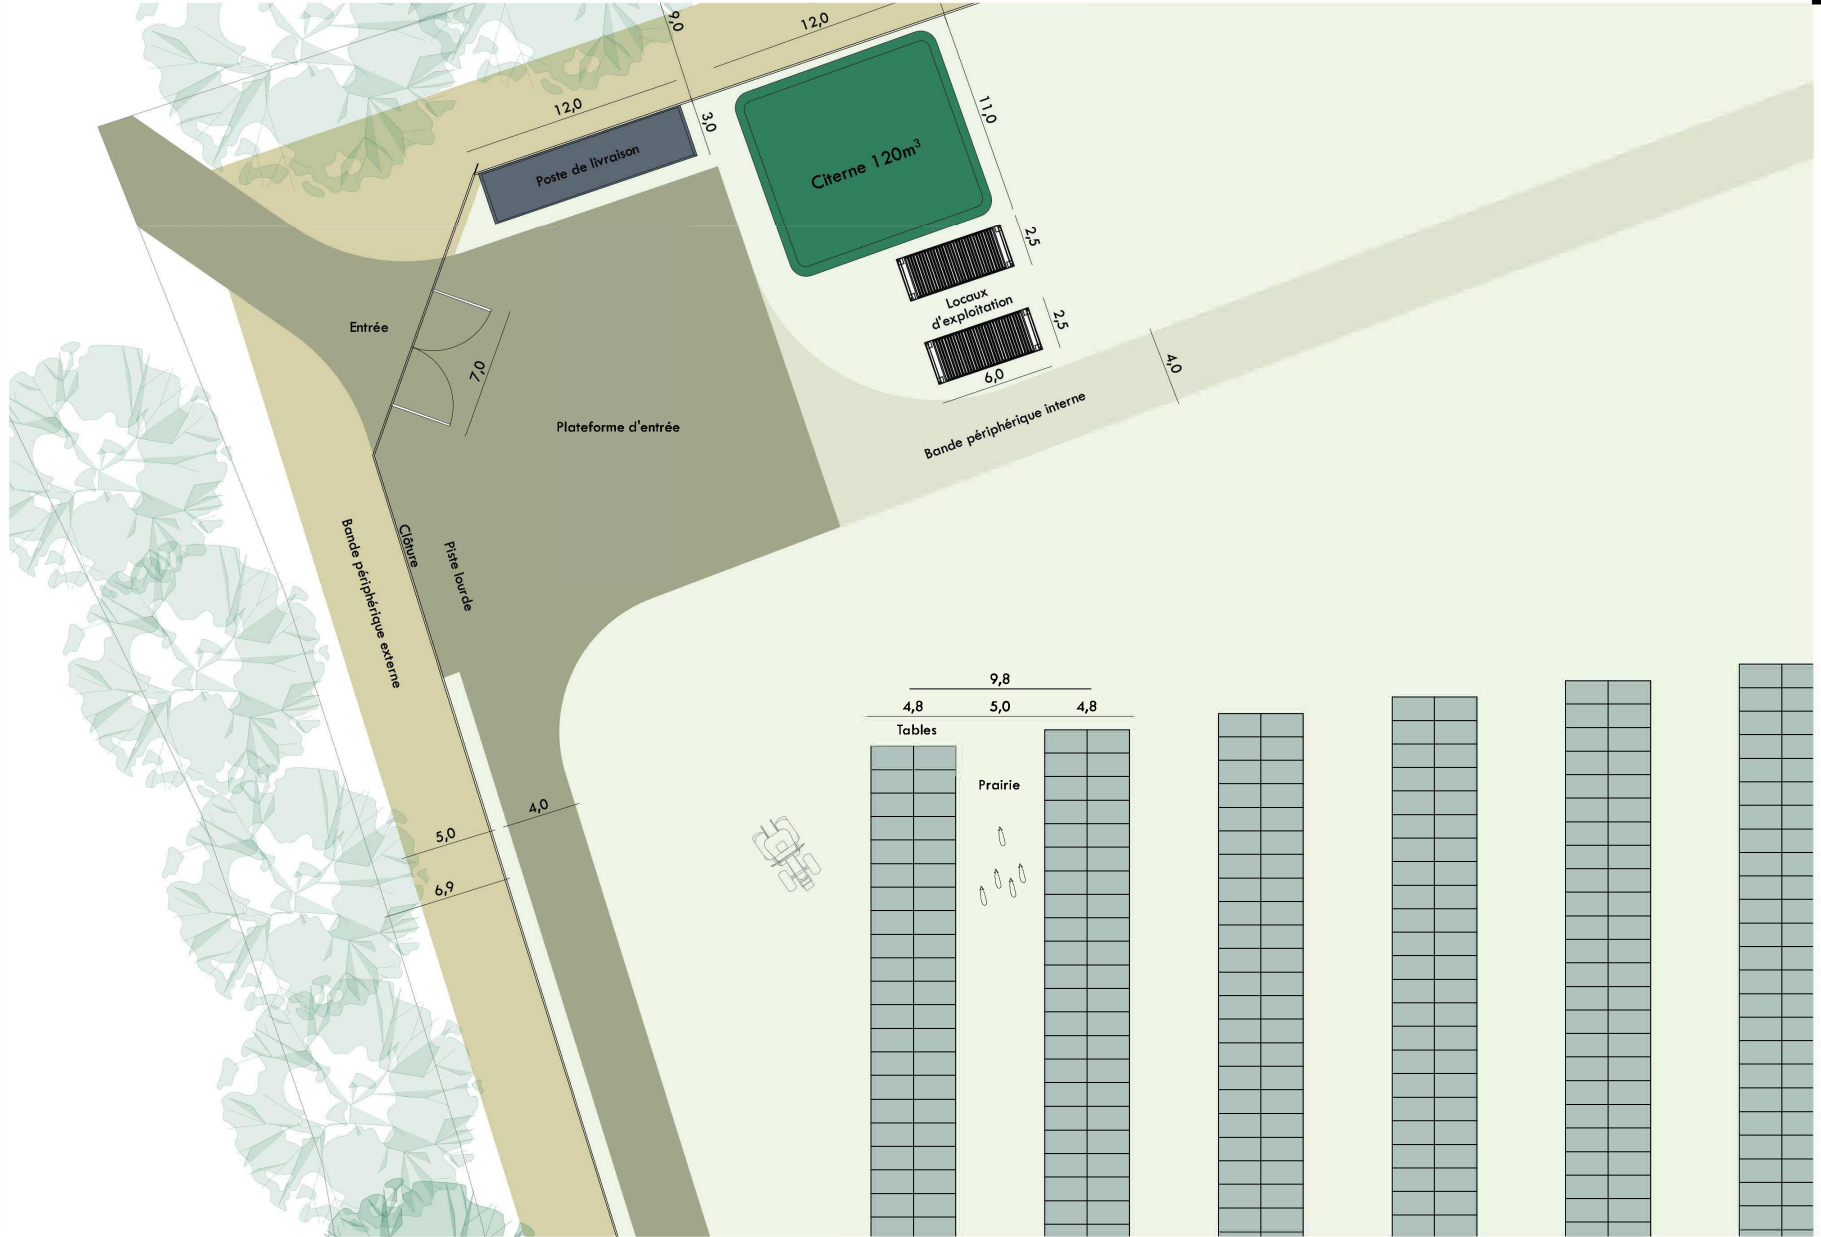 9,0
12,0
12,0
3,0
11,0
Poste de livraison
Citerne 120m³
2,5
Locaux
d'exploitation
2,5
6,0
4,0
Entrée
7,0
Plateforme d'entrée
Bande périphérique interne
Bande périphérique externe
Clôture
Piste lourde
9,8
4,8
5,0
4,8
Tables
Prairie
4,0
5,0
6,9